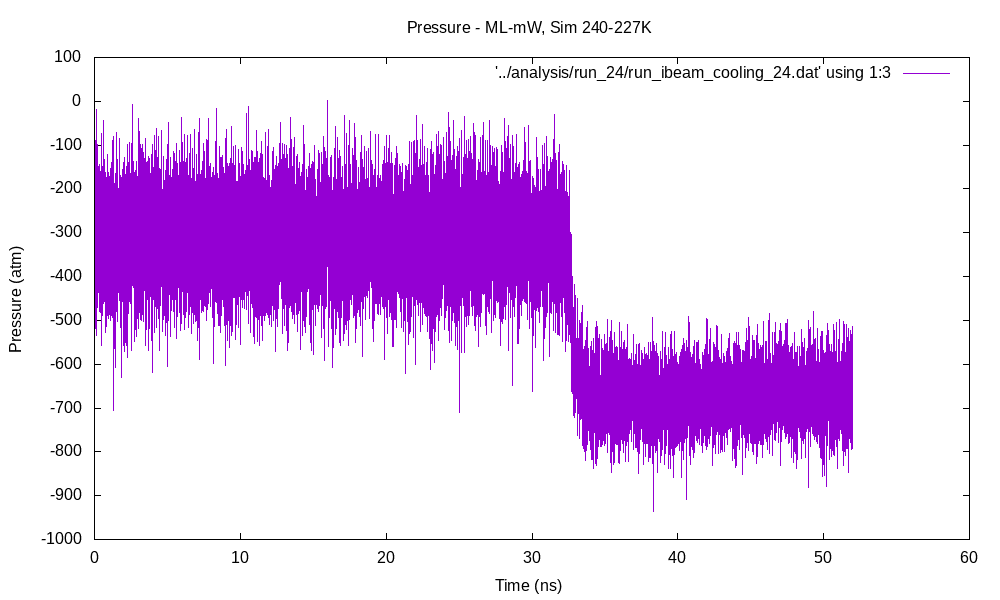 Pressure - ML-mW, Sim 240-227K
'../analysis/run_24/run_ibeam_cooling_24.dat' using 1:3
100
0
-100
-200
-300
-400
-500
-600
-700
-800
-900
-1000
Pressure (atm)
0 10 20 30 40 50 60
Time (ns)